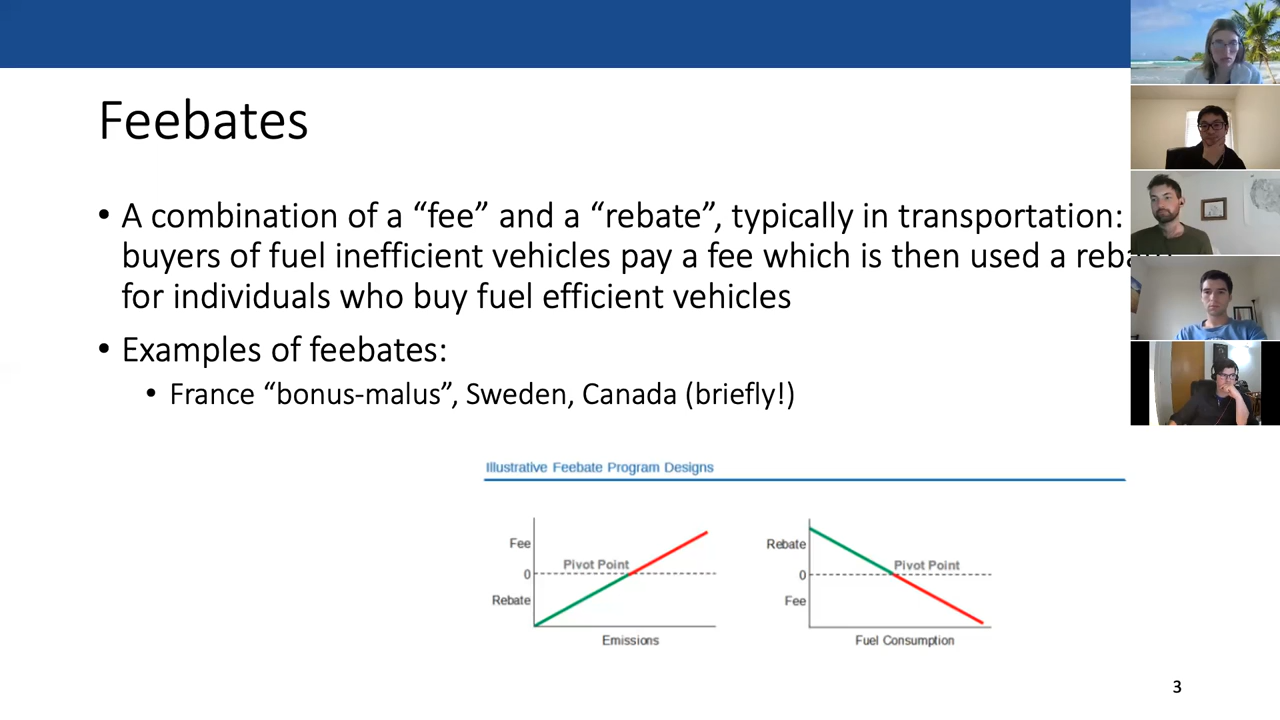 Feebates
• A combination of a “fee” and a “rebate”, typically in transportation:
buyers of fuel inefficient vehicles pay a fee which is then used a
for individuals who buy fuel efficient vehicles
• Examples of feebates:
• France “bonus-malus”, Sweden, Canada (briefly!)
Illustrative Feebate Program Designs
Fee
Pivot Point
0
Rebate
Emissions
Rebate
Pivot Point
0
Fee
Fuel Consumption
3